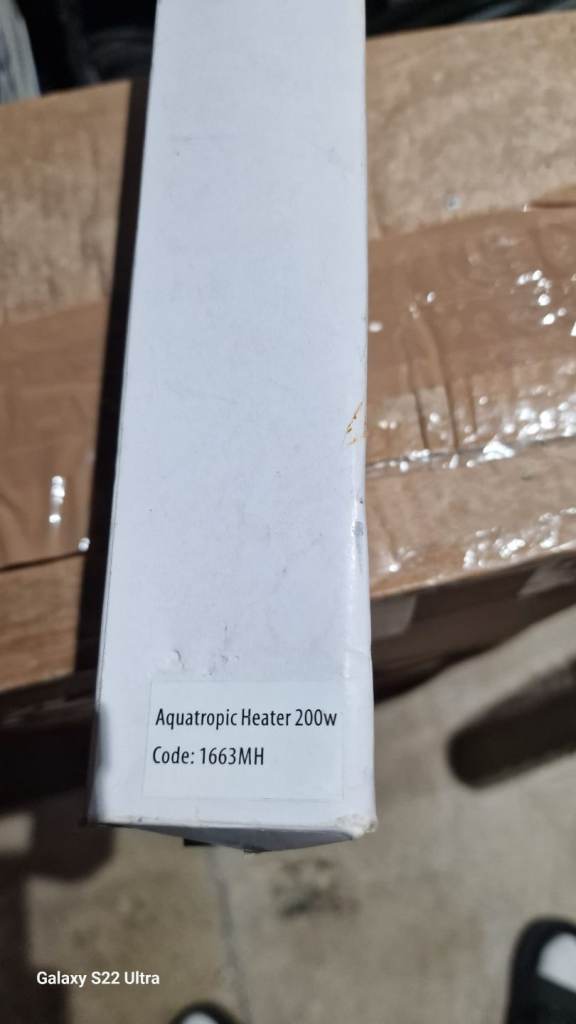 Aquatropic Heater 200w
Code: 1663MH
Galaxy S22 Ultra